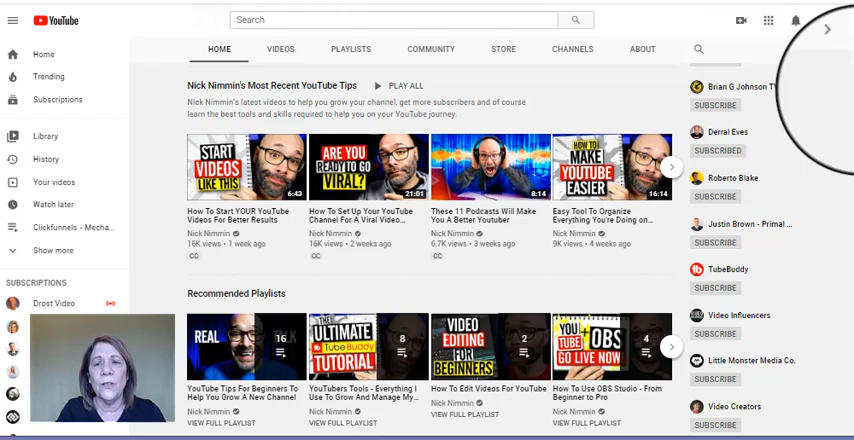 YouTube
Search
HOME
VIDEOS
PLAYLISTS
COMMUNITY
STORE
CHANNELS
ABOUT
Home
Trending
Subscriptions
Library
History
Your videos
Watch later
Clickfunnels - Mecha...
Show more
SUBSCRIPTIONS
Drost Video
Nick Nimmin's Most Recent YouTube Tips
PLAY ALL
Nick Nimmin's latest videos to help you grow your channel, get more subscribers and of course
learn the best tools and skills required to help you on your YouTube journey.
START
VIDEOS
LIKE THIS
6:43
How To Start YOUR YouTube
Videos For Better Results
Nick Nimmin
16K views • 1 week ago
CC
ARE YOU
READY TO GO
VIRAL?
21:01
How To Set Up Your YouTube
Channel For A Viral Video...
Nick Nimmin
16K views • 2 weeks ago
CC
8:14
These 11 Podcasts Will Make
You A Better Youtuber
Nick Nimmin
6.7K views • 3 weeks ago
CC
HOW TO
MAKE
YOUTUBE
EASIER
16:14
Easy Tool To Organize
Everything You're Doing on...
Nick Nimmin
9K views • 4 weeks ago
Recommended Playlists
REAL
TALK
16
YouTube Tips For Beginners To
Help You Grow A New Channel
Nick Nimmin
VIEW FULL PLAYLIST
THE
ULTIMATE
TubeBuddy
TUTORIAL
8
YouTubers Tools - Everything I
Use To Grow And Manage My...
Nick Nimmin
VIEW FULL PLAYLIST
VIDEO
EDITING
FOR
BEGINNERS
2
How To Edit Videos For YouTube
Nick Nimmin
VIEW FULL PLAYLIST
YOU
TUBE
+ OBS
GO LIVE NOW
4
How To Use OBS Studio - From
Beginner to Pro
Nick Nimmin
VIEW FULL PLAYLIST
Brian G Johnson TV
SUBSCRIBE
Derral Eves
SUBSCRIBED
Roberto Blake
SUBSCRIBE
Justin Brown - Primal ...
SUBSCRIBE
TubeBuddy
SUBSCRIBE
Video Influencers
SUBSCRIBE
Little Monster Media Co.
SUBSCRIBE
Video Creators
SUBSCRIBE